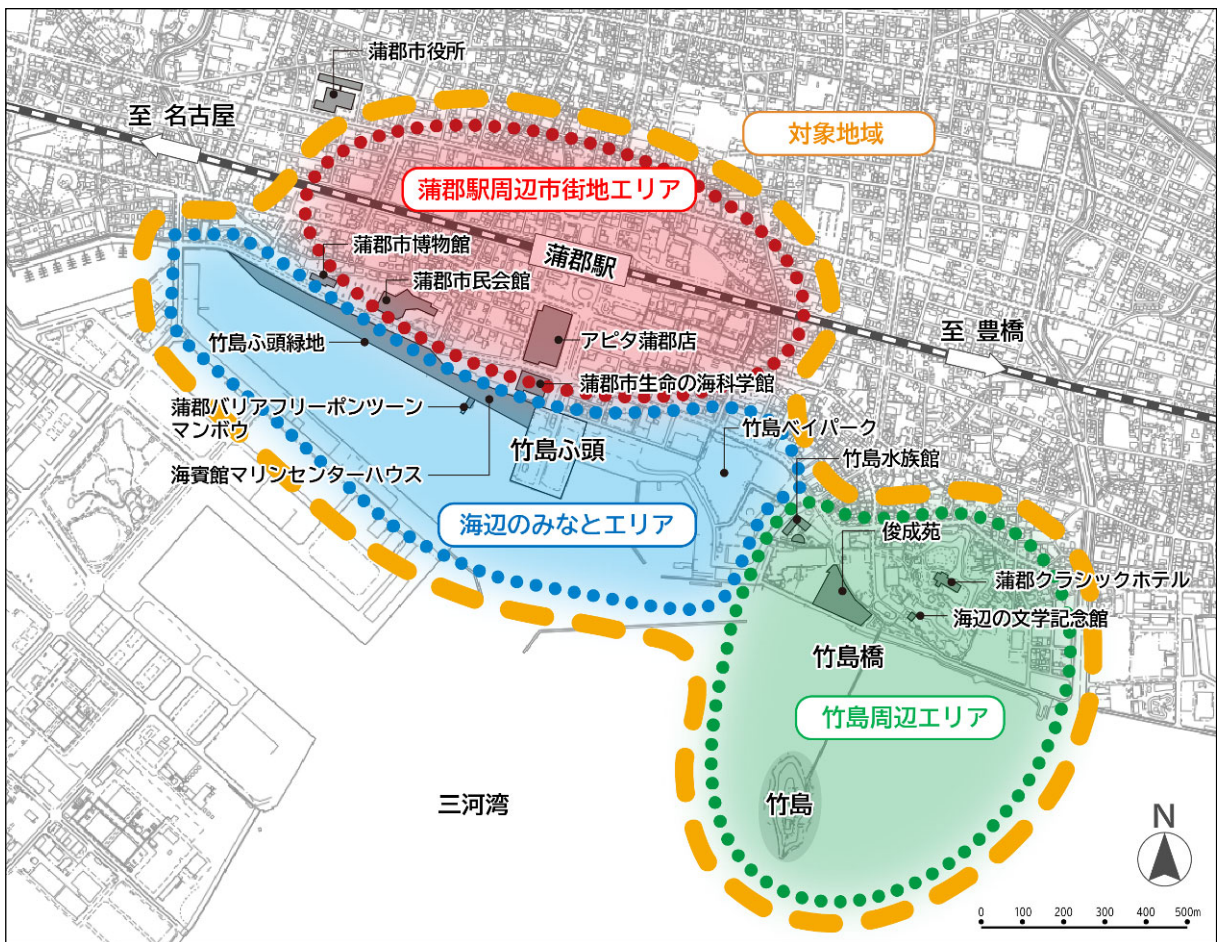 蒲郡市役所
至 名古屋
対象地域
蒲郡駅周辺市街地エリア
蒲郡市博物館
蒲郡駅
蒲郡市民会館
至 豊橋
竹島ふ頭緑地
アピタ蒲郡店
蒲郡市生命の海科学館
蒲郡バリアフリーポンツーン
マンボウ
竹島ベイパーク
竹島ふ頭
竹島水族館
海賓館マリンセンターハウス
海辺のみなとエリア
俊成苑
蒲郡クラシックホテル
海辺の文学記念館
竹島橋
竹島周辺エリア
三河湾
竹島
N
0 100 200 300 400 500m